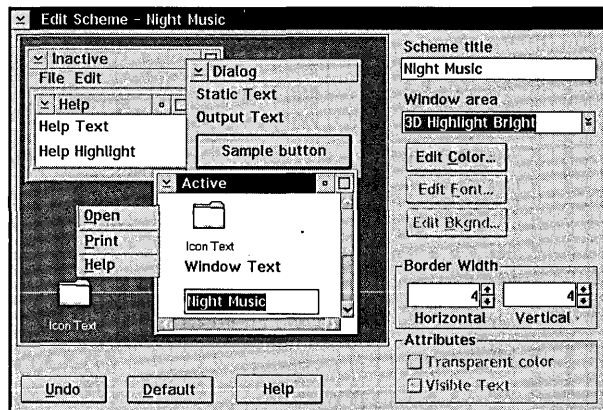 Edit Scheme - Night Music
Inactive
File Edit
Help
Help Text
Help Highlight
Dialog
Static Text
Output Text
Sample button
Active
Icon Text
Window Text
Night Music
Open
Print
Help
Icon Text
Scheme title
Night Music
Window area
3D Highlight Bright
Edit Color...
Edit Font...
Edit Bkgnd...
Border Width
4
4
Horizontal
Vertical
Attributes
Transparent color
Visible Text
Undo
Default
Help